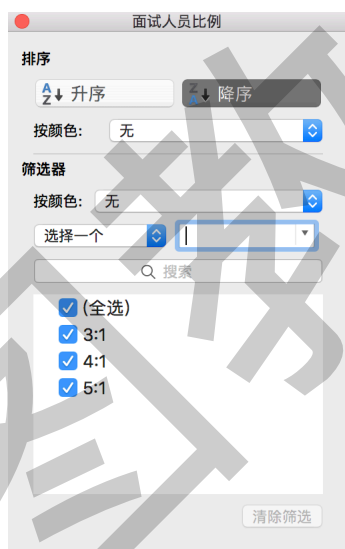 面试人员比例
排序
升序 降序
按颜色: 无
筛选器
按颜色: 无
选择一个
搜索
(全选)
3:1
4:1
5:1
清除筛选